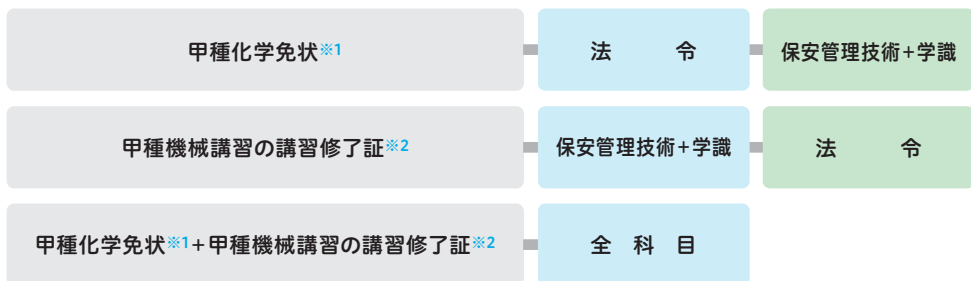 甲種化学免状※1 法　令 保安管理技術+学識
甲種機械講習の講習修了証※2 保安管理技術+学識 法　令
甲種化学免状※1+甲種機械講習の講習修了証※2 全 科 目